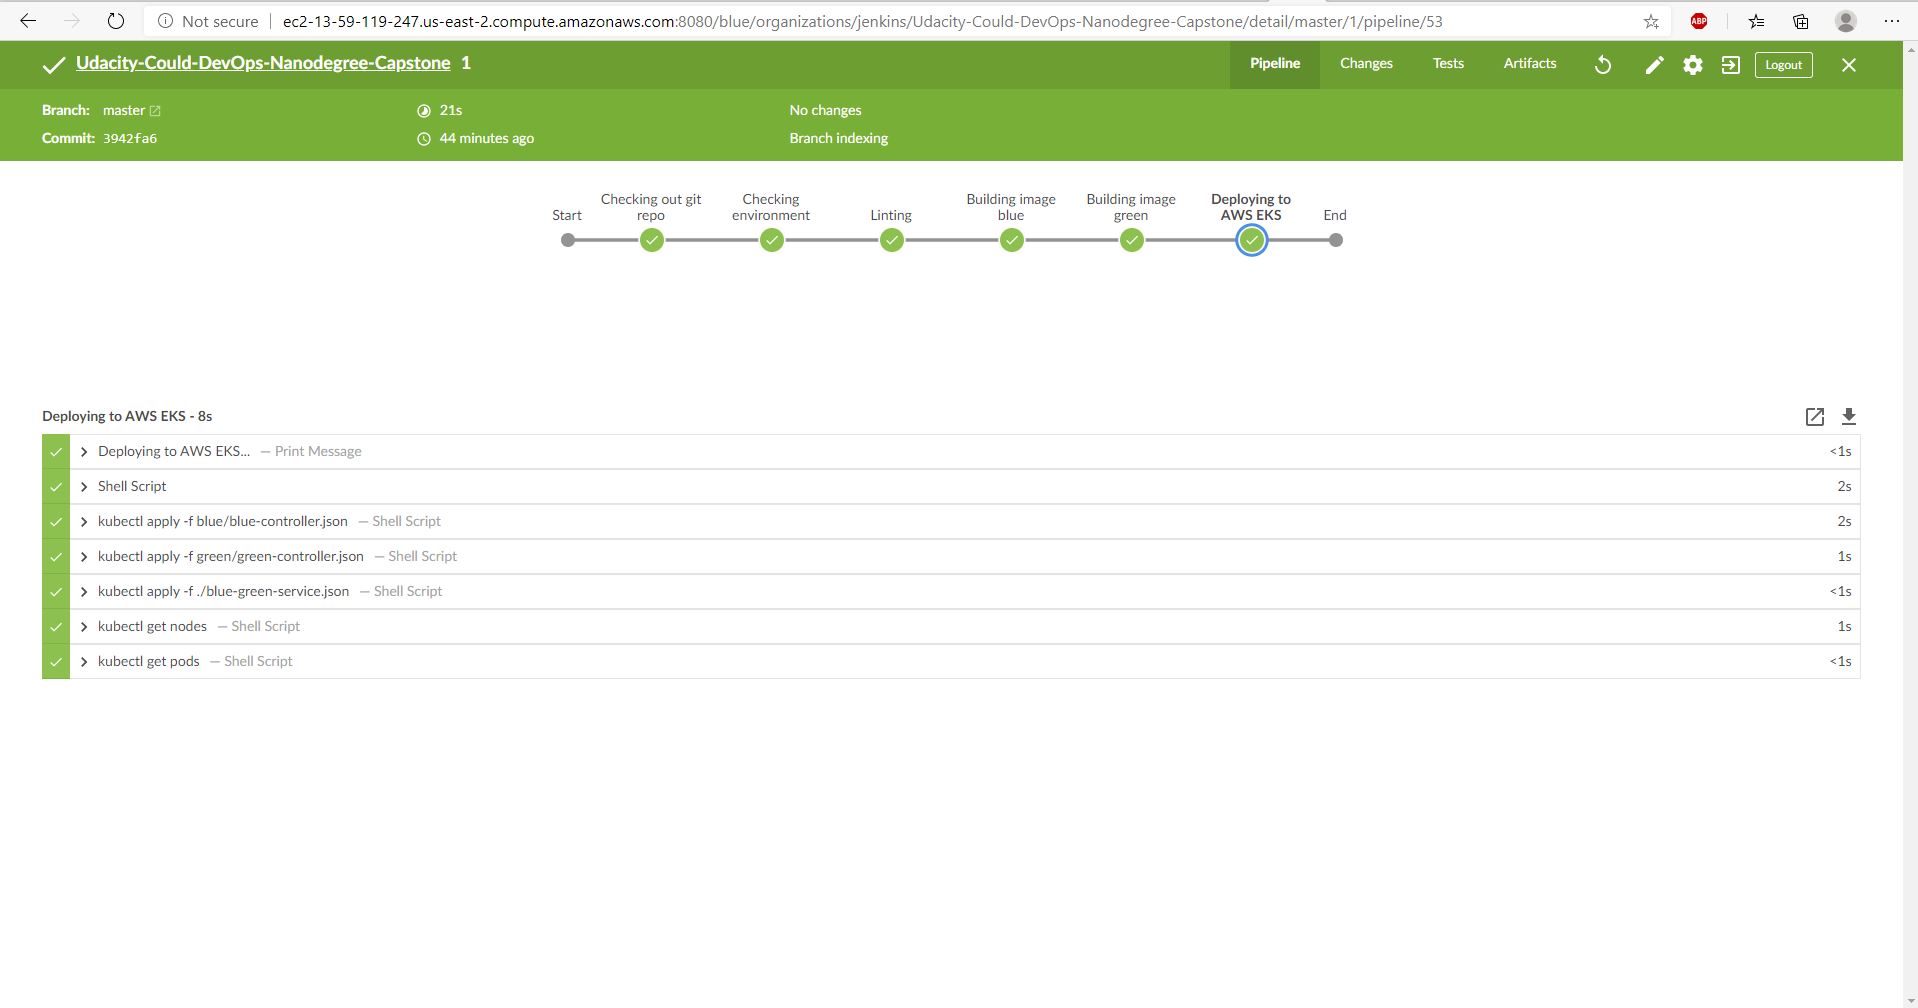 Not secure ec2-13-59-119-247.us-east-2.compute.amazonaws.com:8080/blue/organizations/jenkins/Udacity-Could-DevOps-Nanodegree-Capstone/detail/master/1/pipeline/53 ABP
Udacity-Could-DevOps-Nanodegree-Capstone 1 Pipeline Changes Tests Artifacts Logout
Branch: master 21s No changes
Commit: 3942fa6 44 minutes ago Branch indexing
Start
Checking out git
repo
Checking
environment
Linting
Building image
blue
Building image
green
Deploying to
AWS EKS
End
Deploying to AWS EKS - 8s
Deploying to AWS EKS... — Print Message <1s
Shell Script 2s
kubectl apply -f blue/blue-controller.json — Shell Script 2s
kubectl apply -f green/green-controller.json — Shell Script 1s
kubectl apply -f ./blue-green-service.json — Shell Script <1s
kubectl get nodes — Shell Script 1s
kubectl get pods — Shell Script <1s